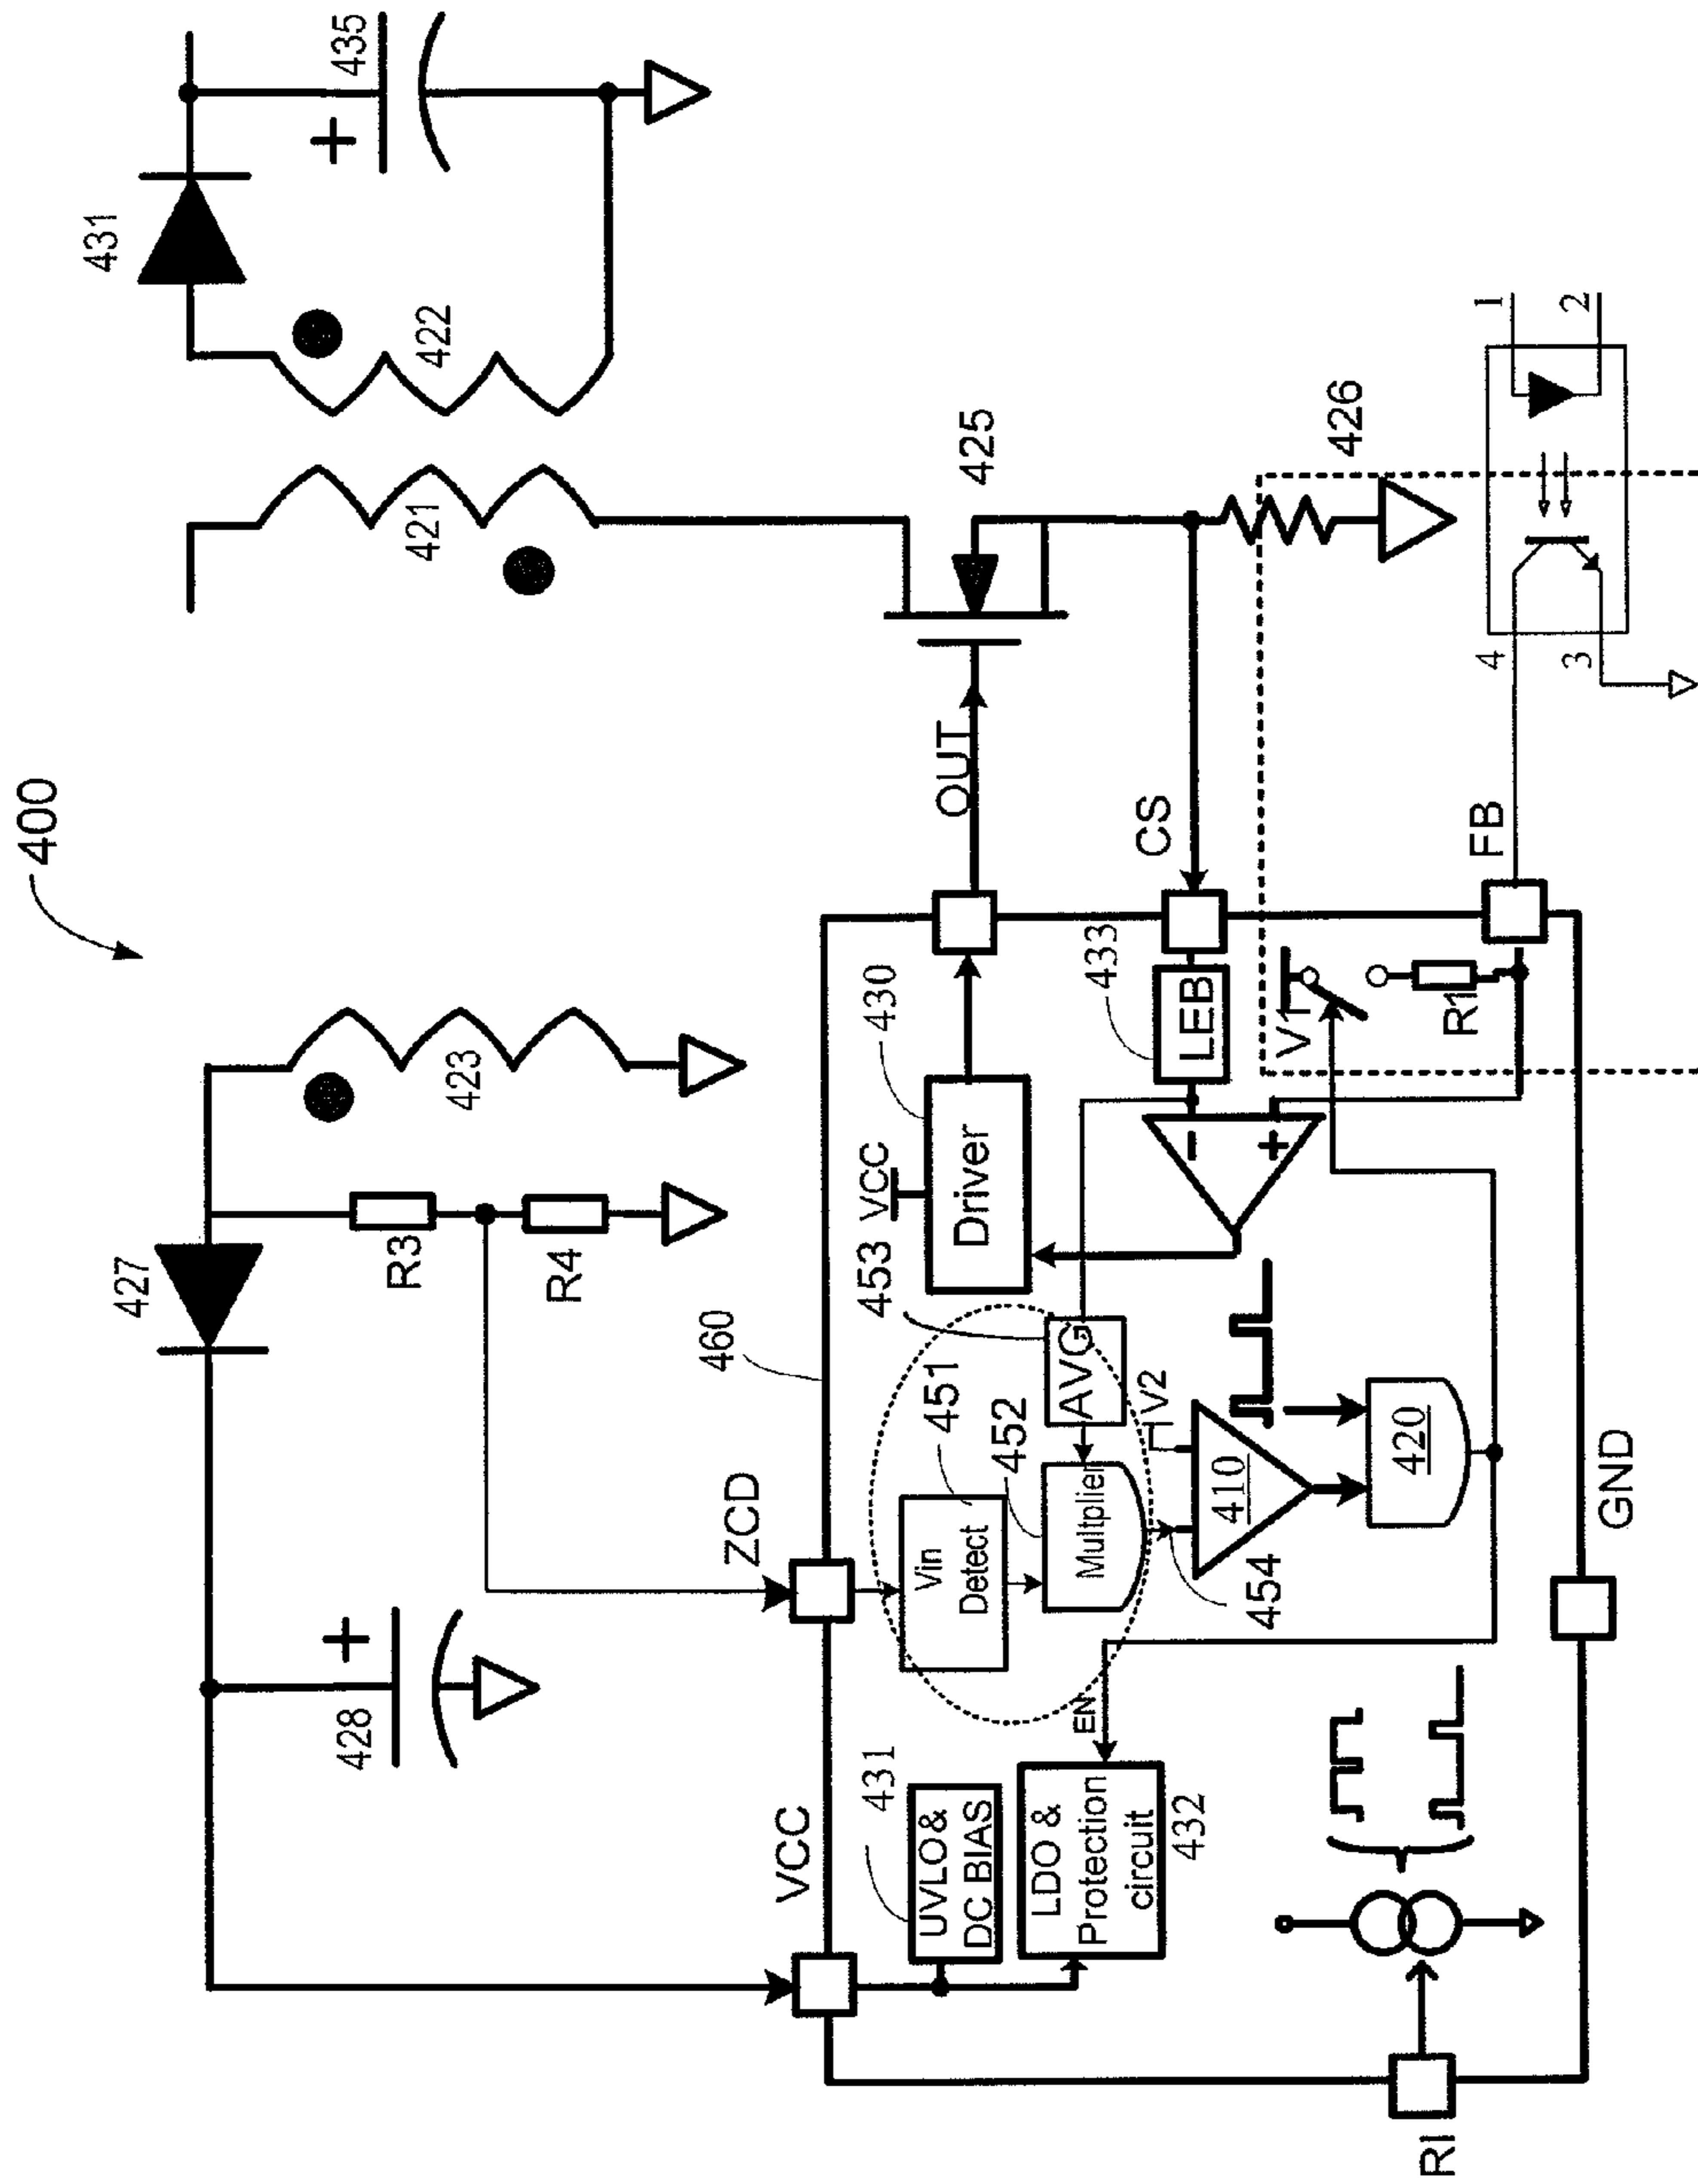 400
431
+
435
422
421
425
426
427
423
R3
R4
+
428
460
VCC
ZCD
OUT
CS
FB
1
2
4
3
GND
RI
431
UVLO&
DC BIAS
LDO &
Protection
circuit
432
EN
Vin
Detect
451
452
Multplier
454
453
AVG
V2
410
420
VCC
Driver
430
433
LEB
-
+
V1
R1